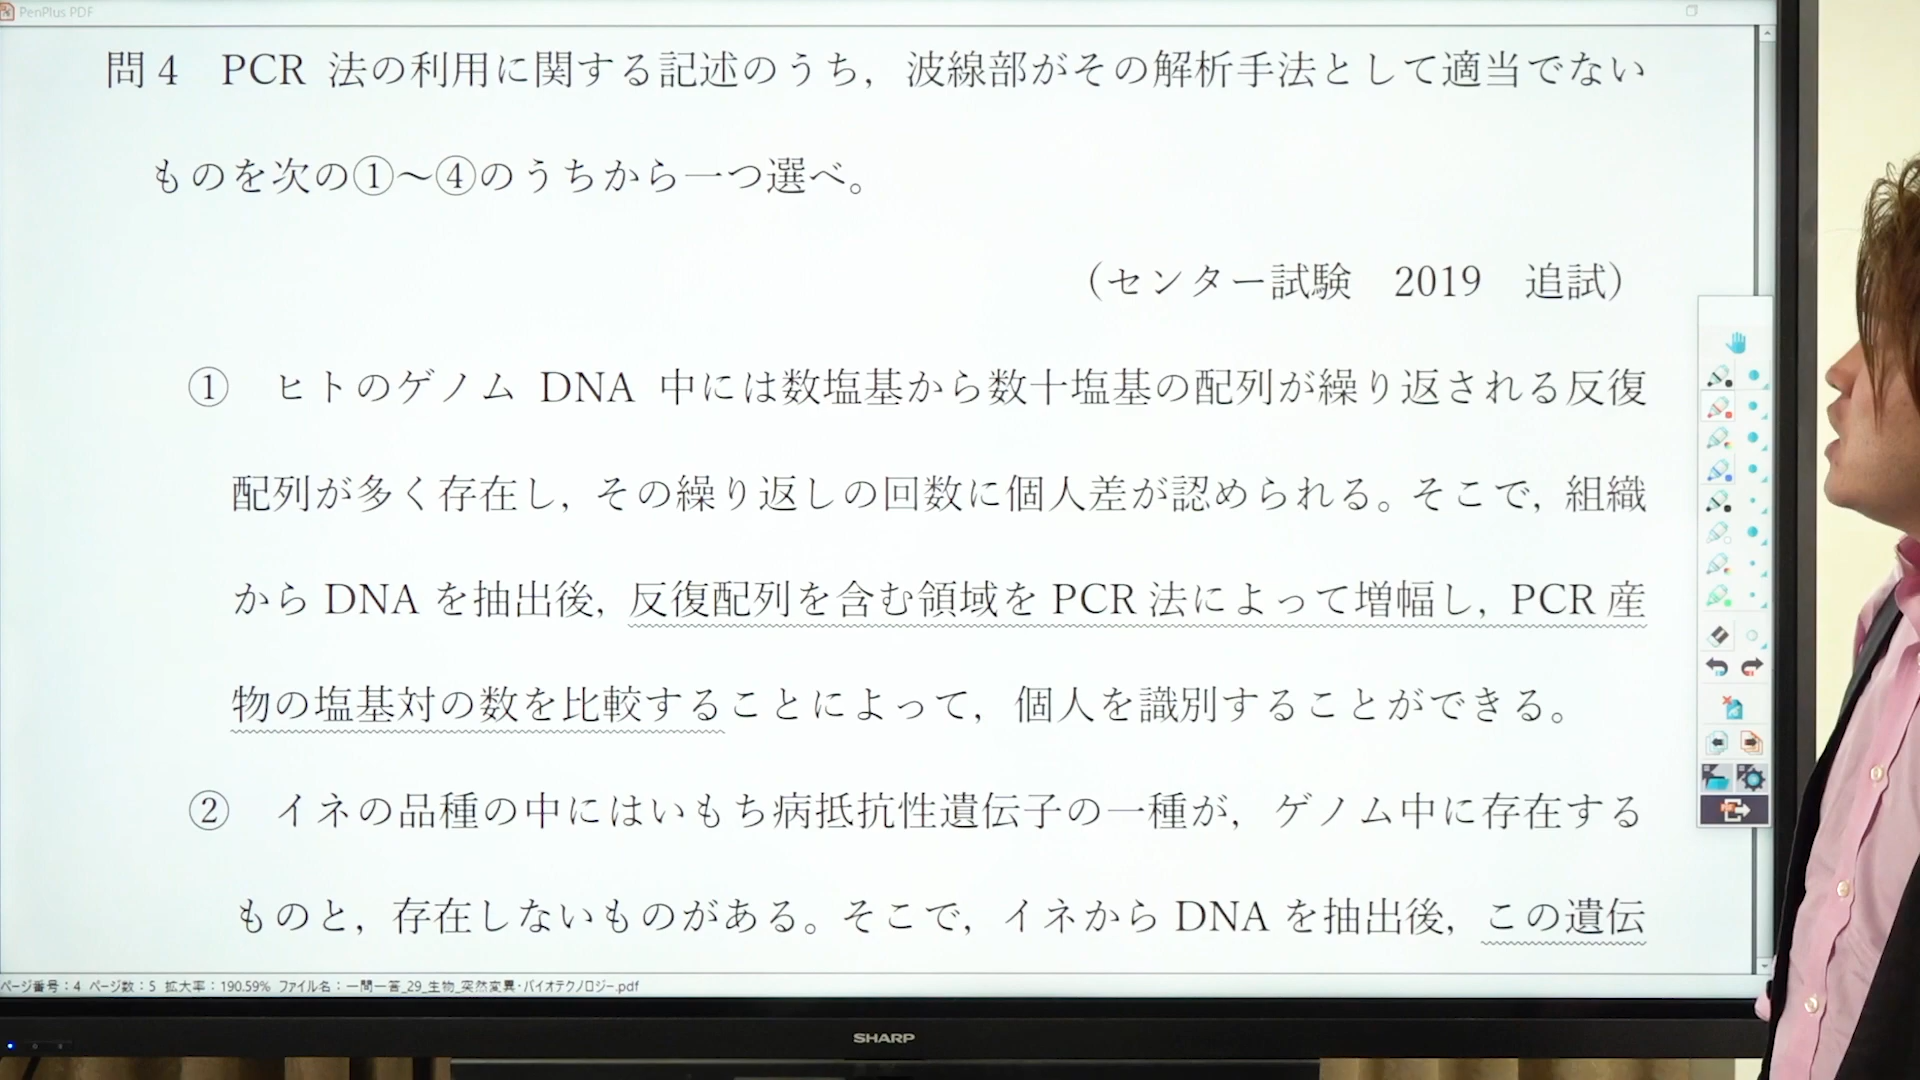 PenPlus PDF
問4 PCR 法の利用に関する記述のうち，波線部がその解析手法として適当でない
ものを次の①〜④のうちから一つ選べ。
（センター試験 2019 追試）
① ヒトのゲノム DNA 中には数塩基から数十塩基の配列が繰り返される反復
配列が多く存在し，その繰り返しの回数に個人差が認められる。そこで，組織
から DNA を抽出後，反復配列を含む領域を PCR 法によって増幅し，PCR 産
物の塩基対の数を比較することによって，個人を識別することができる。
② イネの品種の中にはいもち病抵抗性遺伝子の一種が，ゲノム中に存在する
ものと，存在しないものがある。そこで，イネから DNA を抽出後，この遺伝
ページ番号：4 ページ数：5 拡大率：190.59% ファイル名：一問一答_29_生物_突然変異・バイオテクノロジー.pdf
SHARP